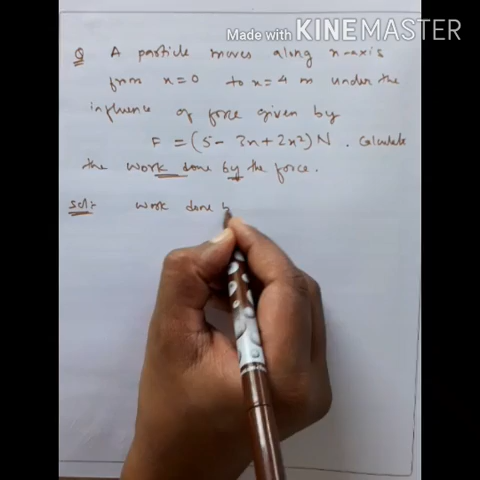 Made with KINEMASTER
Q A particle moves along x-axis
from x=0 to x=4 m under the
influence of force given by
F = (5- 3x+2x²) N. Calculate
the work done by the force.
Sol: Work done b